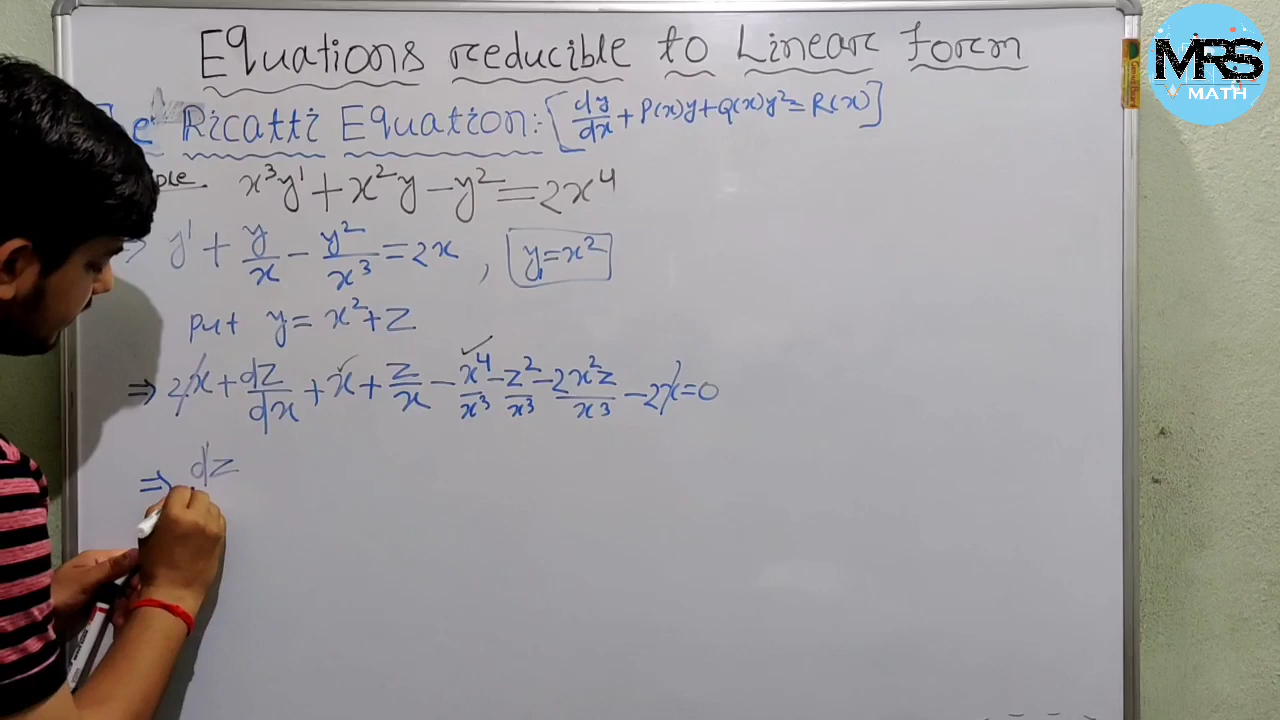 Equations reducible to Linear form
MRS
MATH
Ricatti Equation:- [dy/dx + P(x)y + Q(x)y² = R(x)]
x³y' + x²y - y² = 2x⁴
⇒ y' + y/x - y²/x³ = 2x , y₁ = x²
put y = x² + z
⇒ 2x + dz/dx + x + z/x - x⁴/x³ - z²/x³ - 2x²z/x³ - 2x = 0
⇒ dz